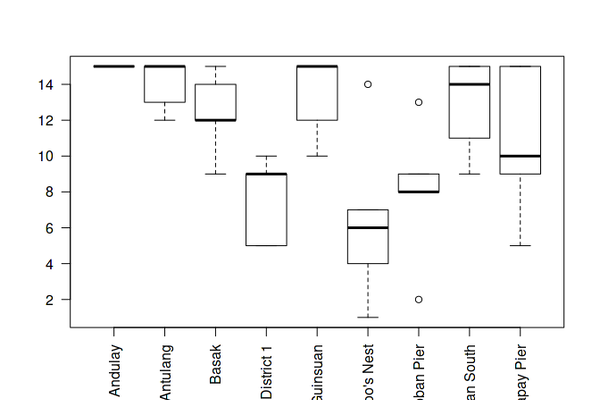 14
12
10
8
6
4
2
Andulay
Antulang
Basak
District 1
Guinsuan
o's Nest
ban Pier
an South
apay Pier